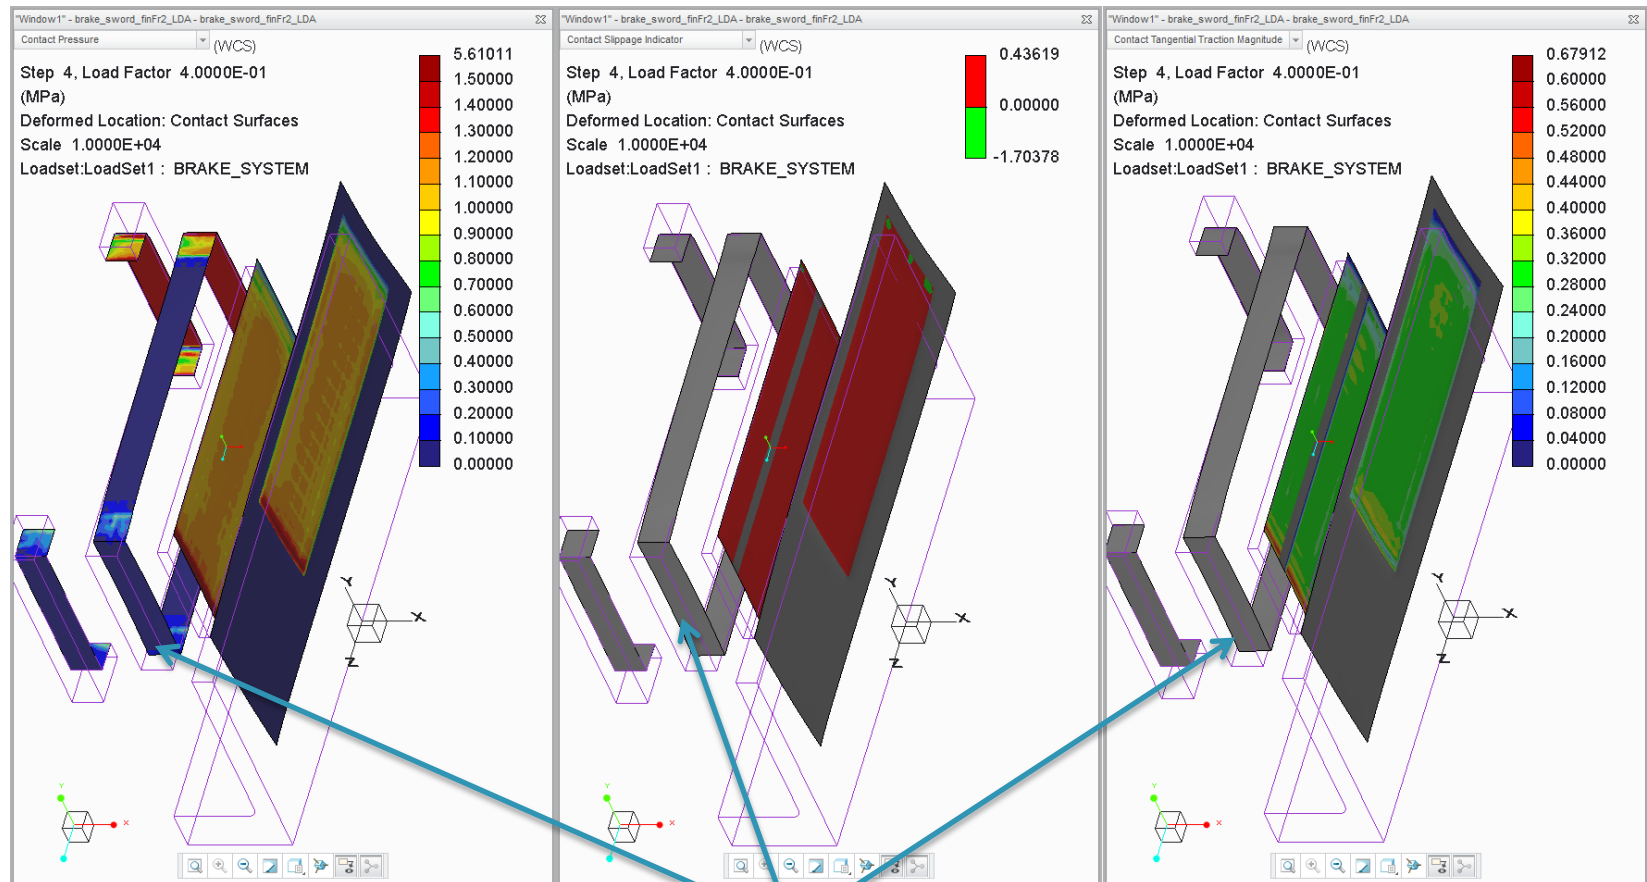 "Window1" - brake_sword_finFr2_LDA - brake_sword_finFr2_LDA
Contact Pressure
(WCS)
Step 4, Load Factor 4.0000E-01
(MPa)
Deformed Location: Contact Surfaces
Scale 1.0000E+04
Loadset:LoadSet1 : BRAKE_SYSTEM
5.61011
1.50000
1.40000
1.30000
1.20000
1.10000
1.00000
0.90000
0.80000
0.70000
0.60000
0.50000
0.40000
0.30000
0.20000
0.10000
0.00000
Y
X
Z
Y
X
"Window1" - brake_sword_finFr2_LDA - brake_sword_finFr2_LDA
Contact Slippage Indicator
(WCS)
Step 4, Load Factor 4.0000E-01
(MPa)
Deformed Location: Contact Surfaces
Scale 1.0000E+04
Loadset:LoadSet1 : BRAKE_SYSTEM
0.43619
0.00000
-1.70378
Y
X
Z
Y
X
"Window1" - brake_sword_finFr2_LDA - brake_sword_finFr2_LDA
Contact Tangential Traction Magnitude
(WCS)
Step 4, Load Factor 4.0000E-01
(MPa)
Deformed Location: Contact Surfaces
Scale 1.0000E+04
Loadset:LoadSet1 : BRAKE_SYSTEM
0.67912
0.60000
0.56000
0.52000
0.48000
0.44000
0.40000
0.36000
0.32000
0.28000
0.24000
0.20000
0.16000
0.12000
0.08000
0.04000
0.00000
Y
X
Z
Y
X